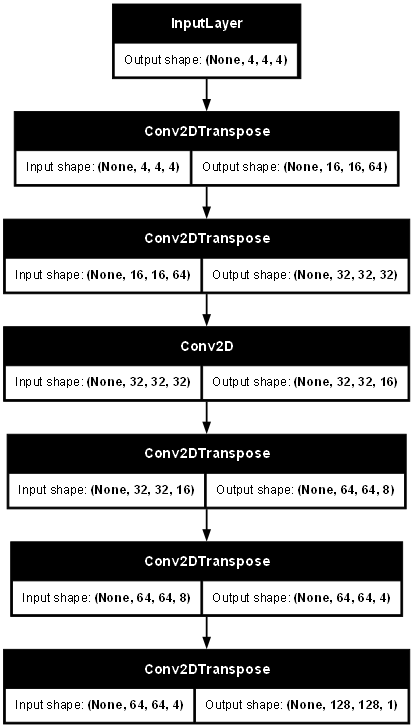 InputLayer
Output shape: (None, 4, 4, 4)
Conv2DTranspose
Input shape: (None, 4, 4, 4) Output shape: (None, 16, 16, 64)
Conv2DTranspose
Input shape: (None, 16, 16, 64) Output shape: (None, 32, 32, 32)
Conv2D
Input shape: (None, 32, 32, 32) Output shape: (None, 32, 32, 16)
Conv2DTranspose
Input shape: (None, 32, 32, 16) Output shape: (None, 64, 64, 8)
Conv2DTranspose
Input shape: (None, 64, 64, 8) Output shape: (None, 64, 64, 4)
Conv2DTranspose
Input shape: (None, 64, 64, 4) Output shape: (None, 128, 128, 1)